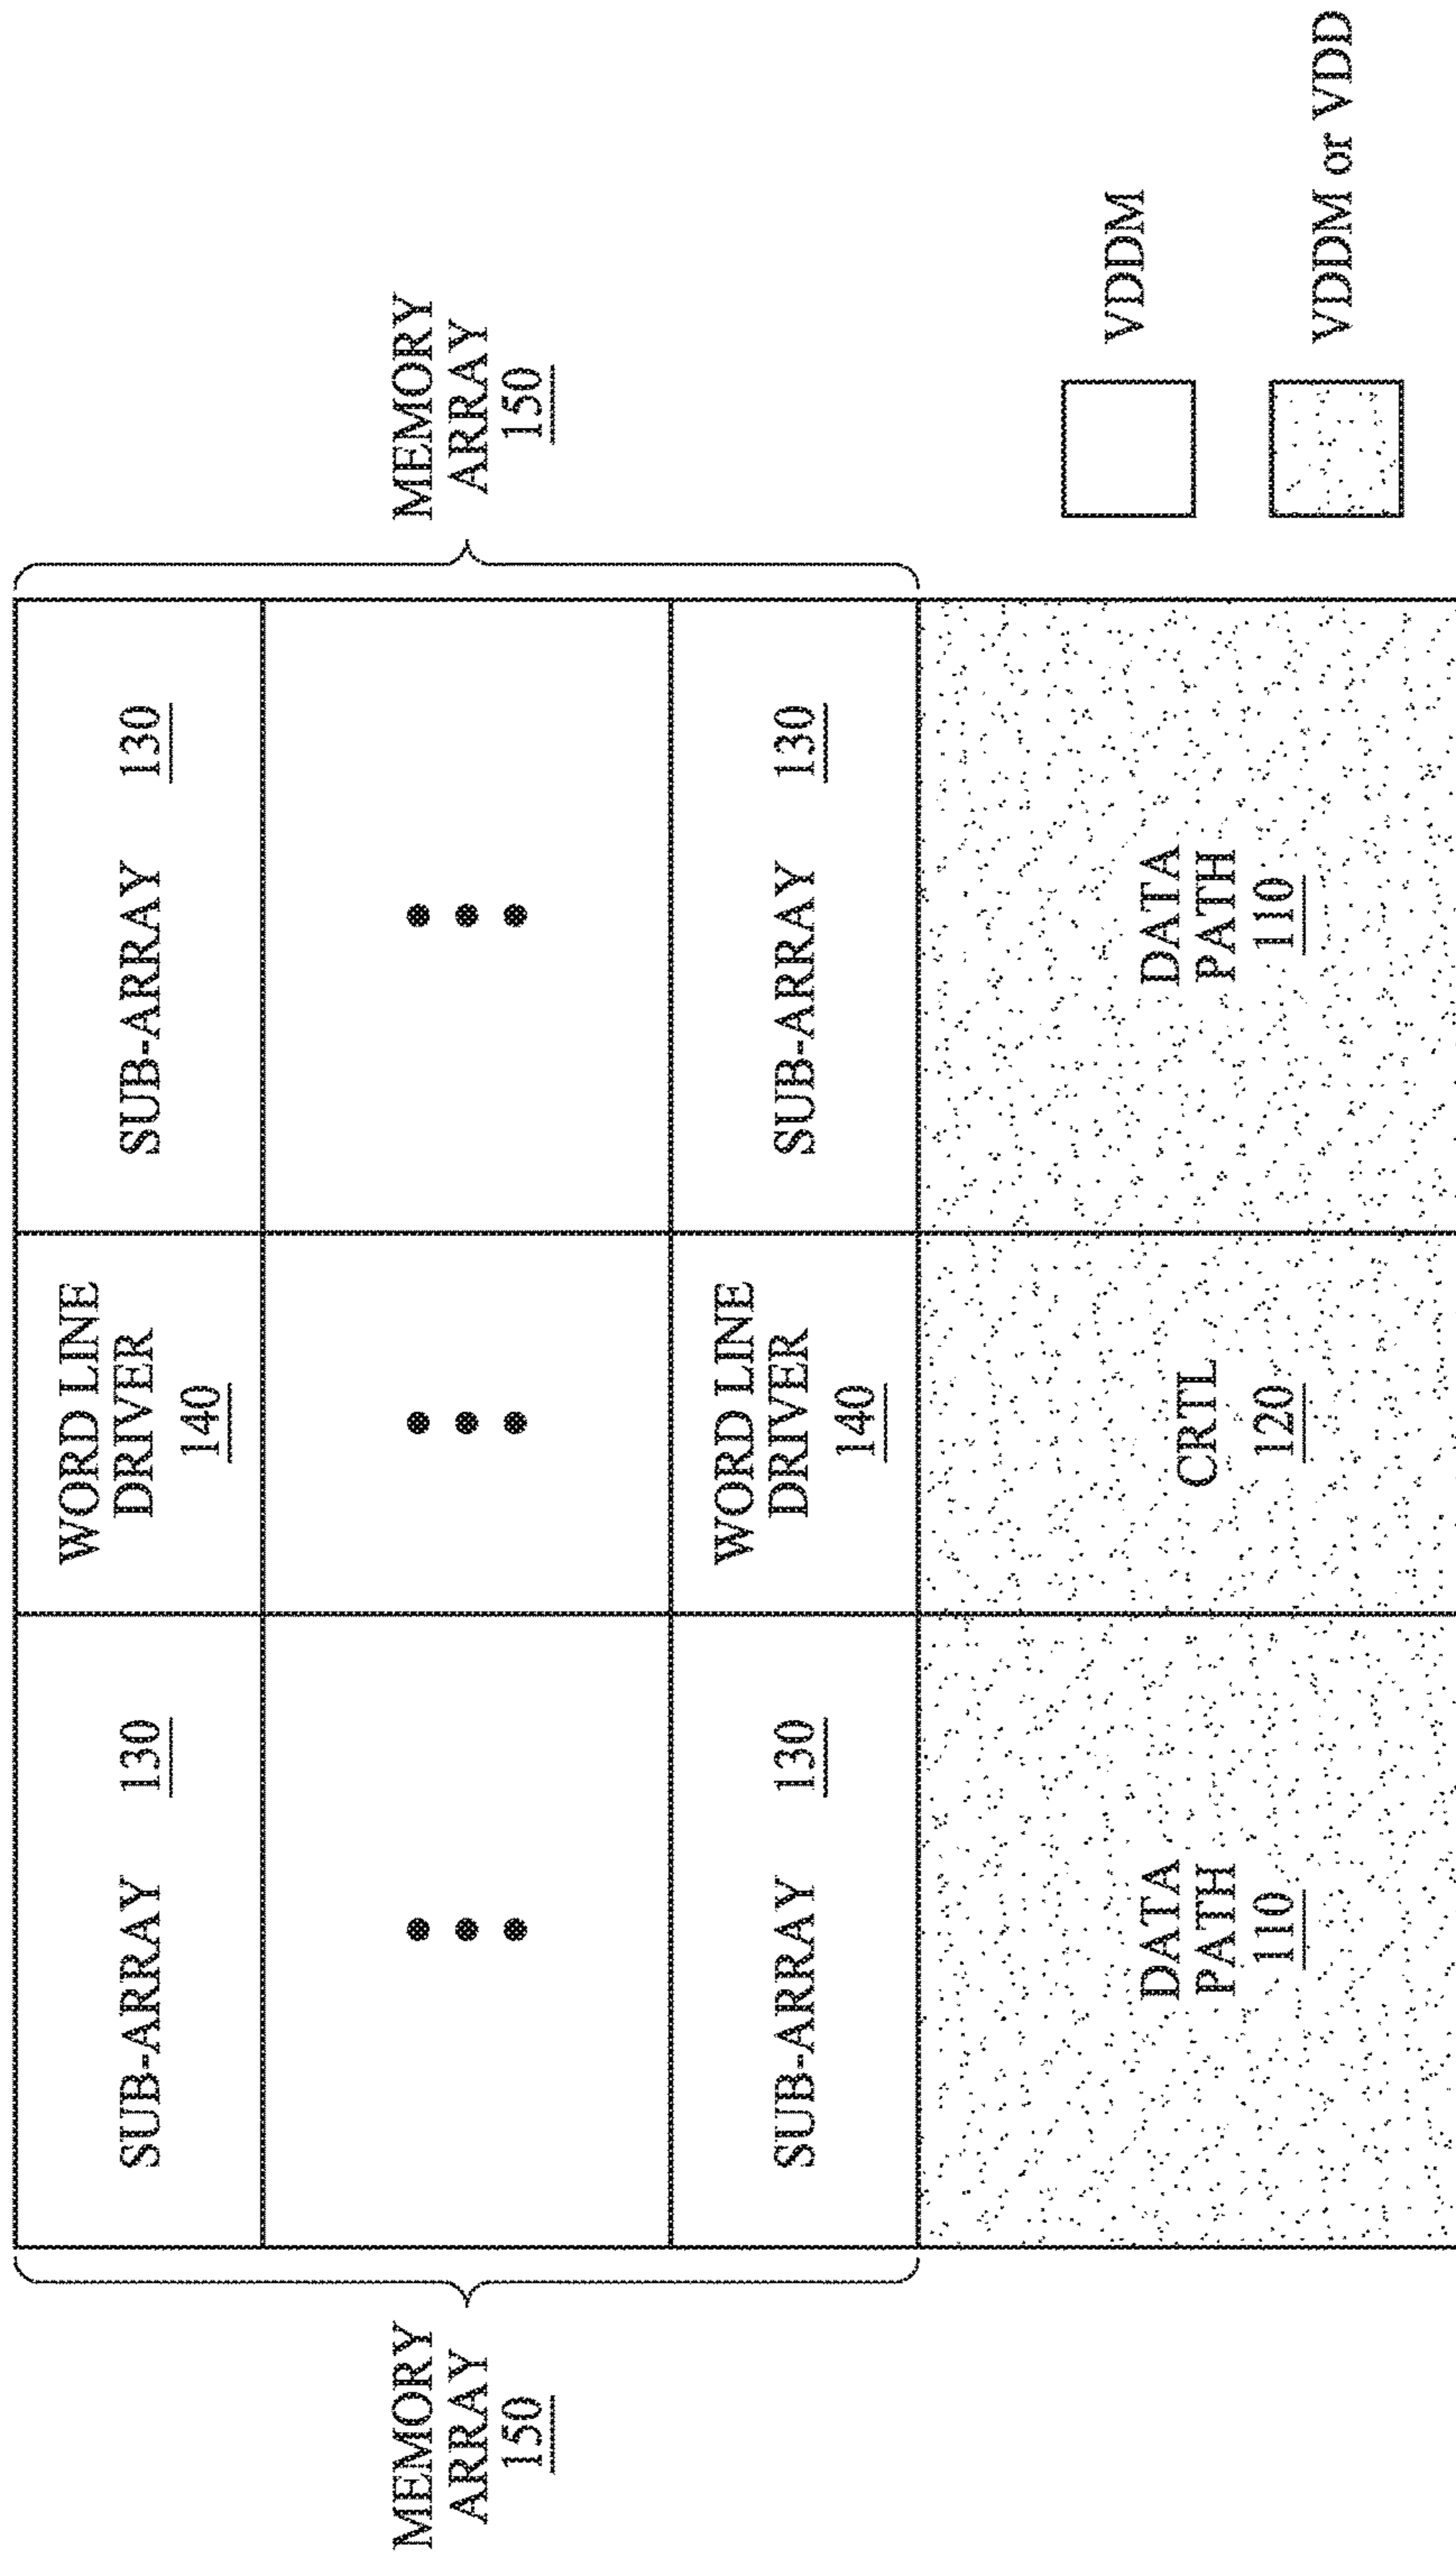 SUB-ARRAY 130
WORD LINE
DRIVER
140
SUB-ARRAY 130
MEMORY
ARRAY
150
MEMORY
ARRAY
150
SUB-ARRAY 130
WORD LINE
DRIVER
140
SUB-ARRAY 130
DATA
PATH
110
CRTL
120
DATA
PATH
110
VDDM
VDDM or VDD